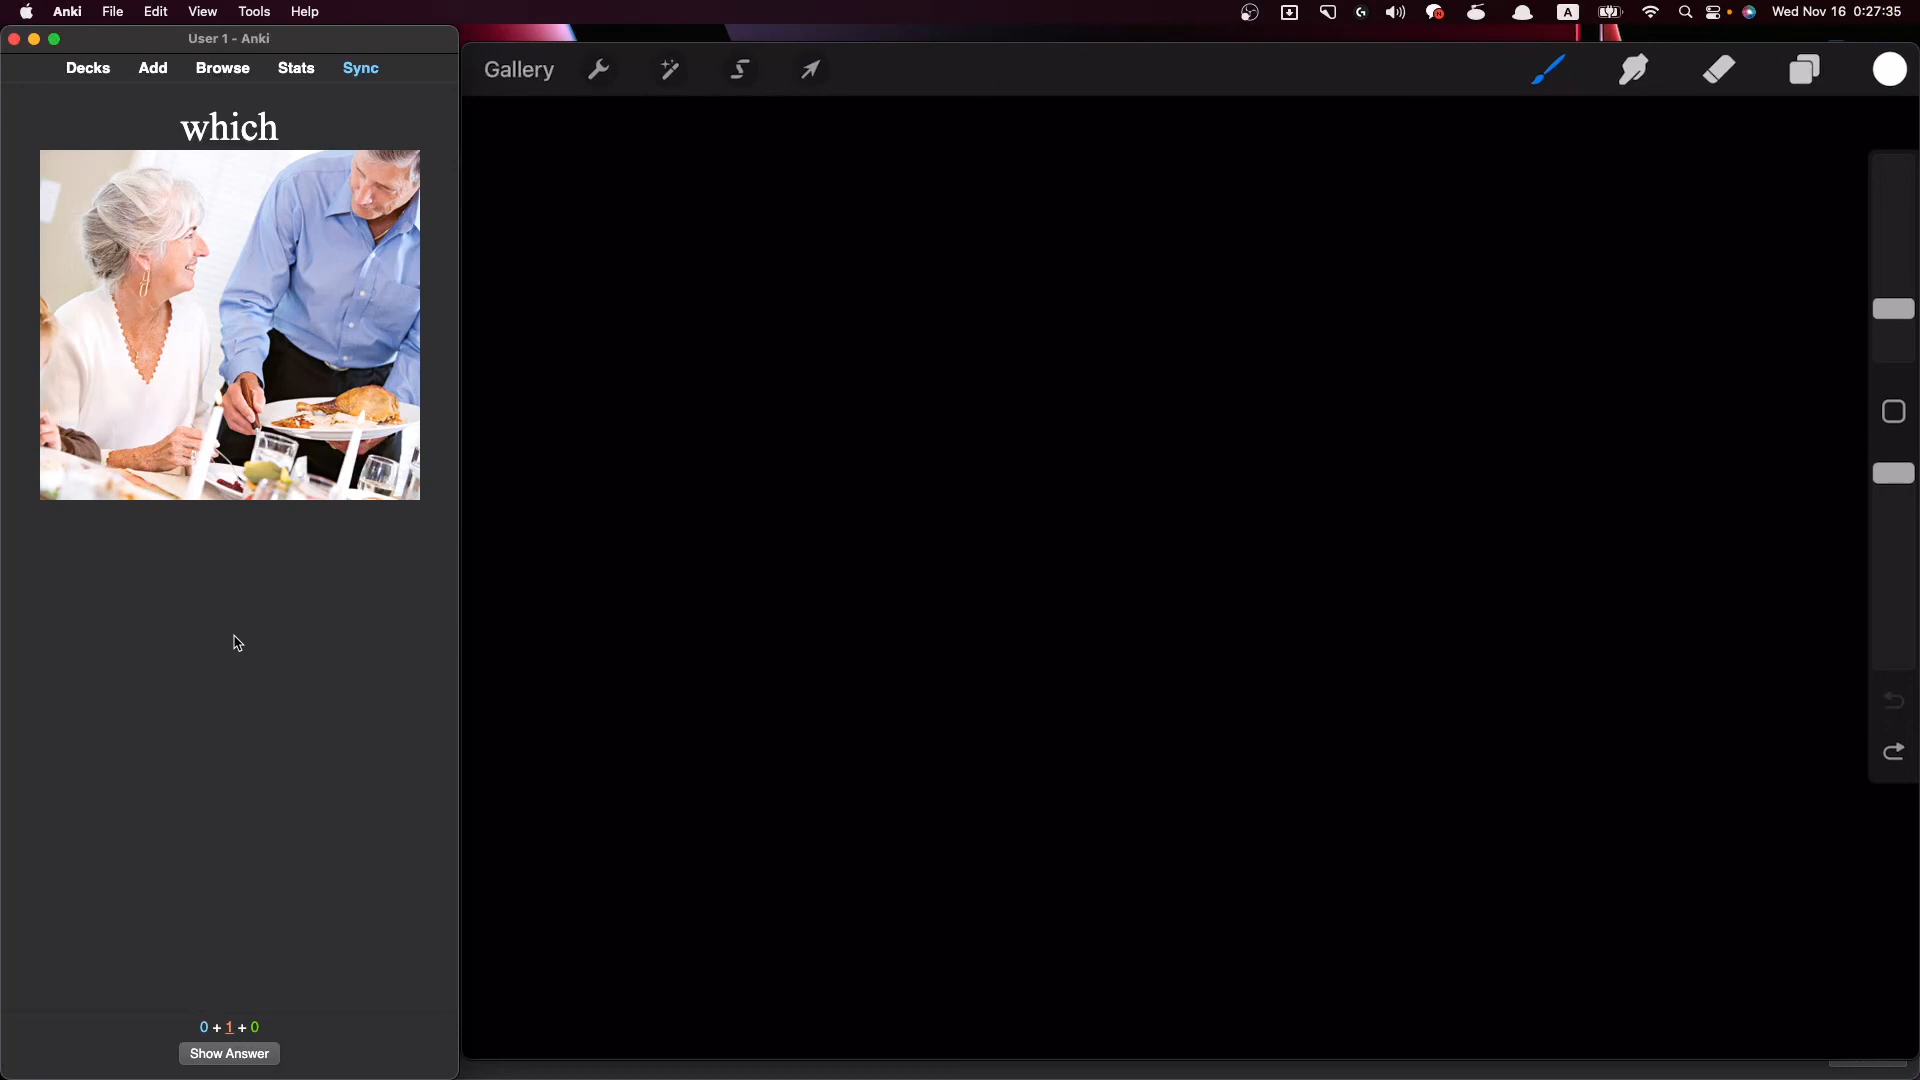 Anki File Edit View Tools Help
A
Wed Nov 16 0:27:35
User 1 - Anki
Decks Add Browse Stats Sync
Gallery
which
0 + 1 + 0
Show Answer